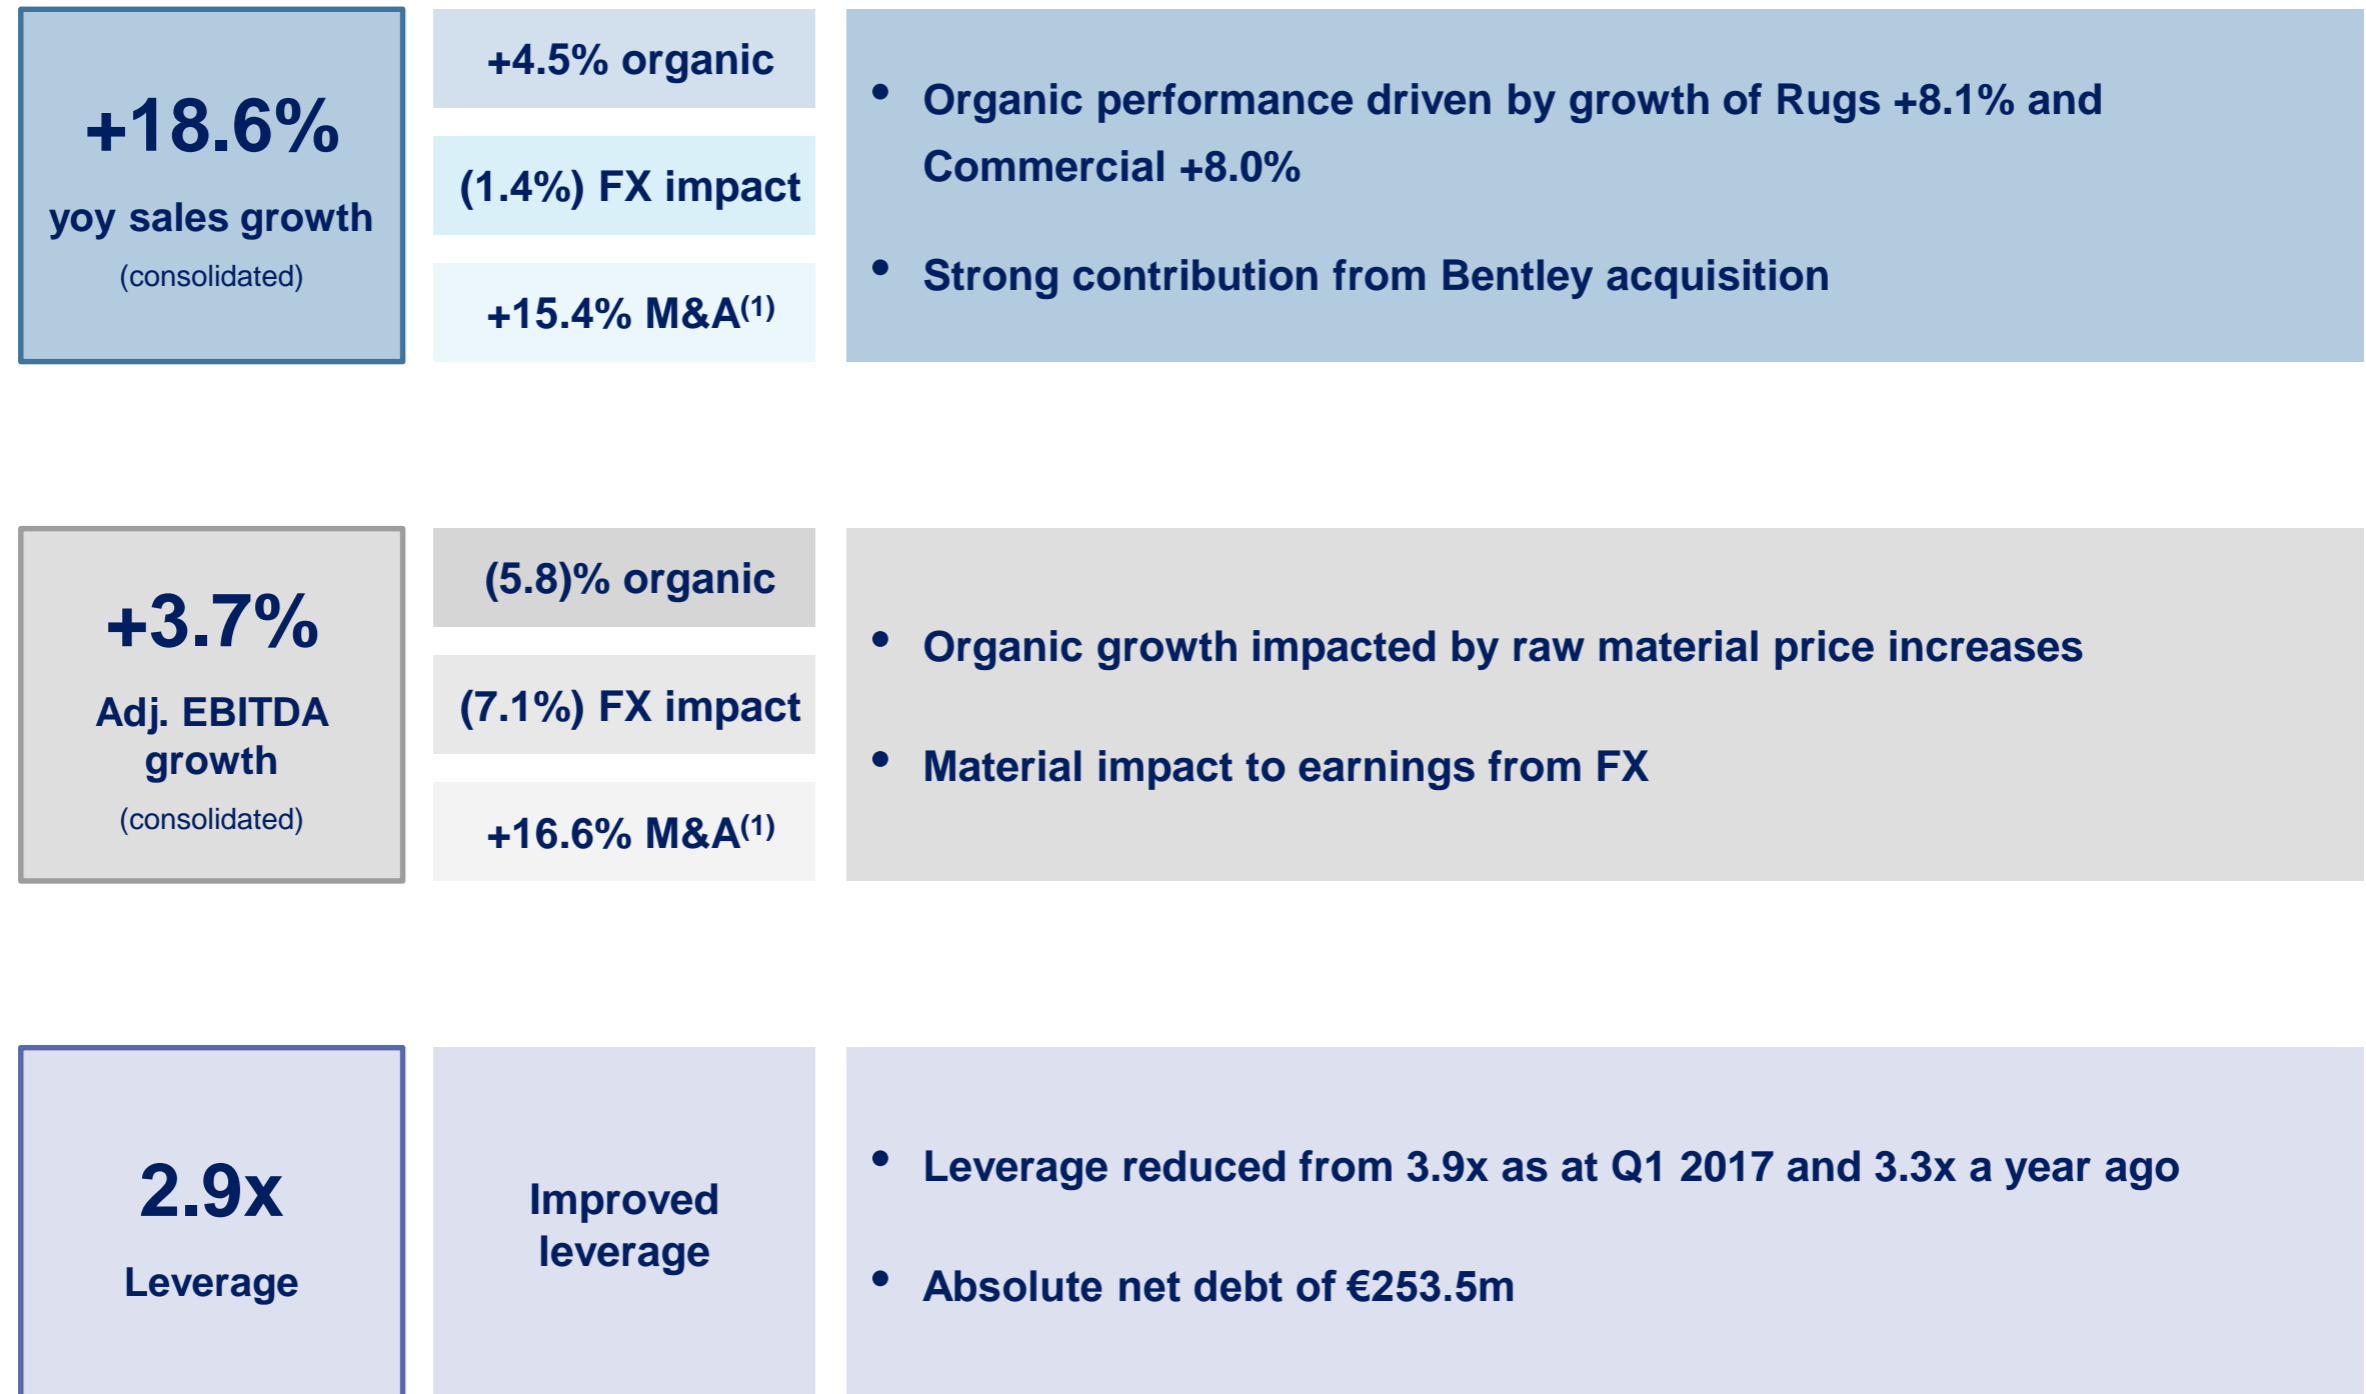 +18.6%
yoy sales growth
(consolidated)
+4.5% organic
(1.4%) FX impact
+15.4% M&A(1)
• Organic performance driven by growth of Rugs +8.1% and
Commercial +8.0%
• Strong contribution from Bentley acquisition
+3.7%
Adj. EBITDA
growth
(consolidated)
(5.8)% organic
(7.1%) FX impact
+16.6% M&A(1)
• Organic growth impacted by raw material price increases
• Material impact to earnings from FX
2.9x
Leverage
Improved
leverage
• Leverage reduced from 3.9x as at Q1 2017 and 3.3x a year ago
• Absolute net debt of €253.5m